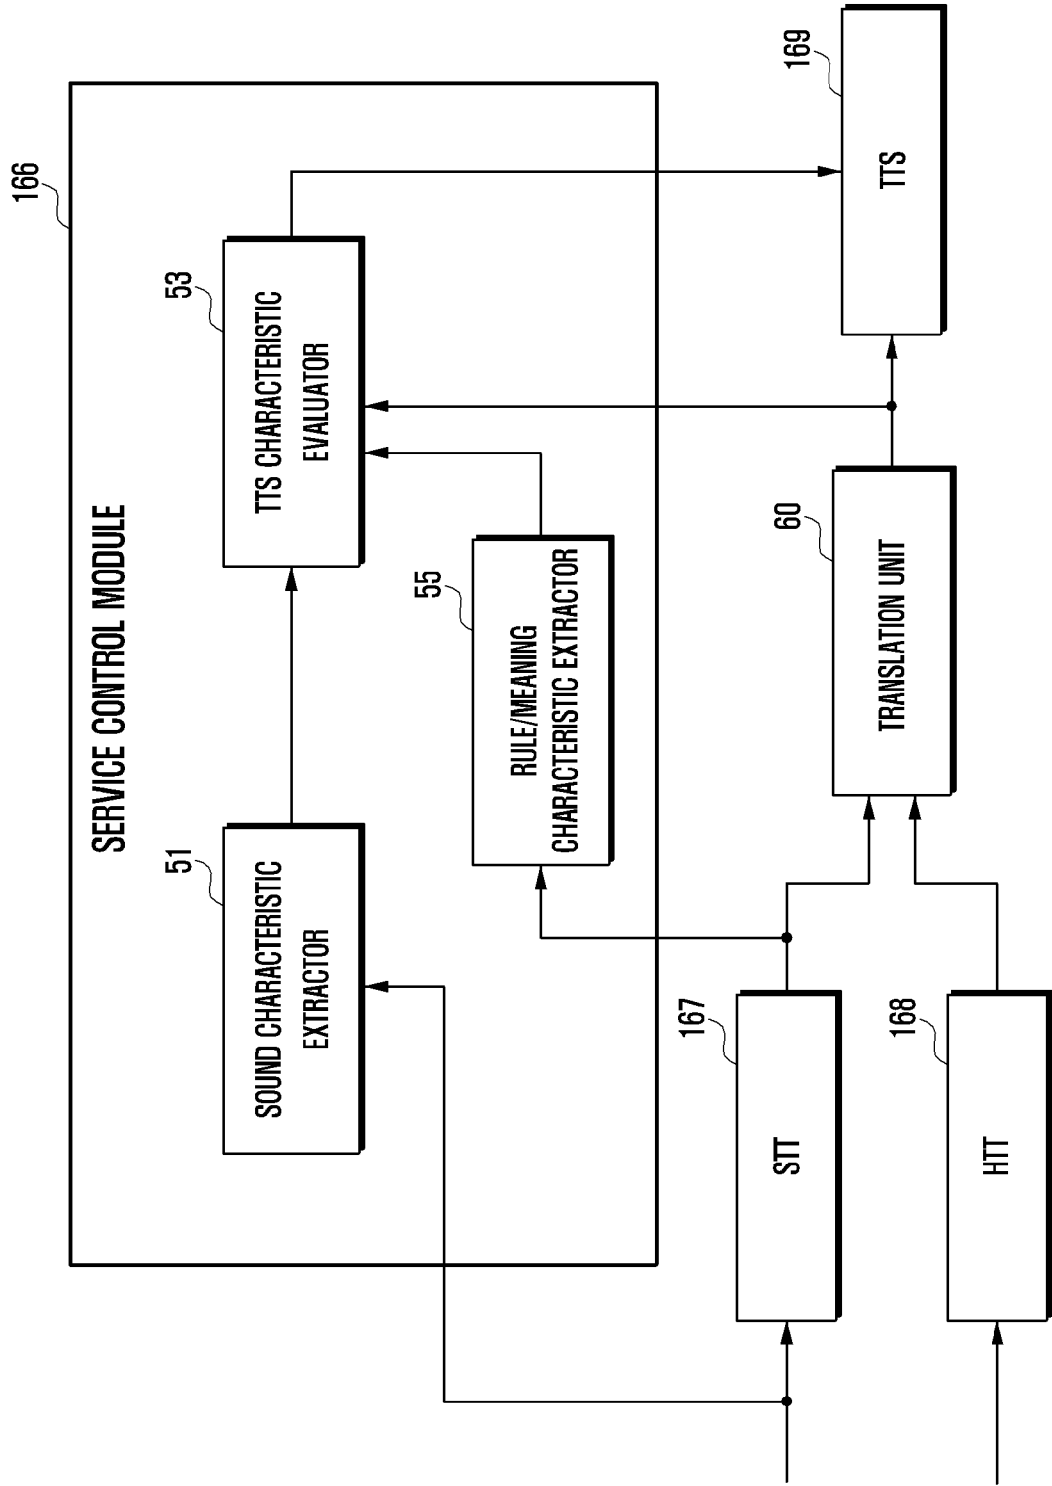 166
SERVICE CONTROL MODULE
51
SOUND CHARACTERISTIC
EXTRACTOR
53
TTS CHARACTERISTIC
EVALUATOR
55
RULE/MEANING
CHARACTERISTIC EXTRACTOR
167
STT
60
TRANSLATION UNIT
169
TTS
168
HTT